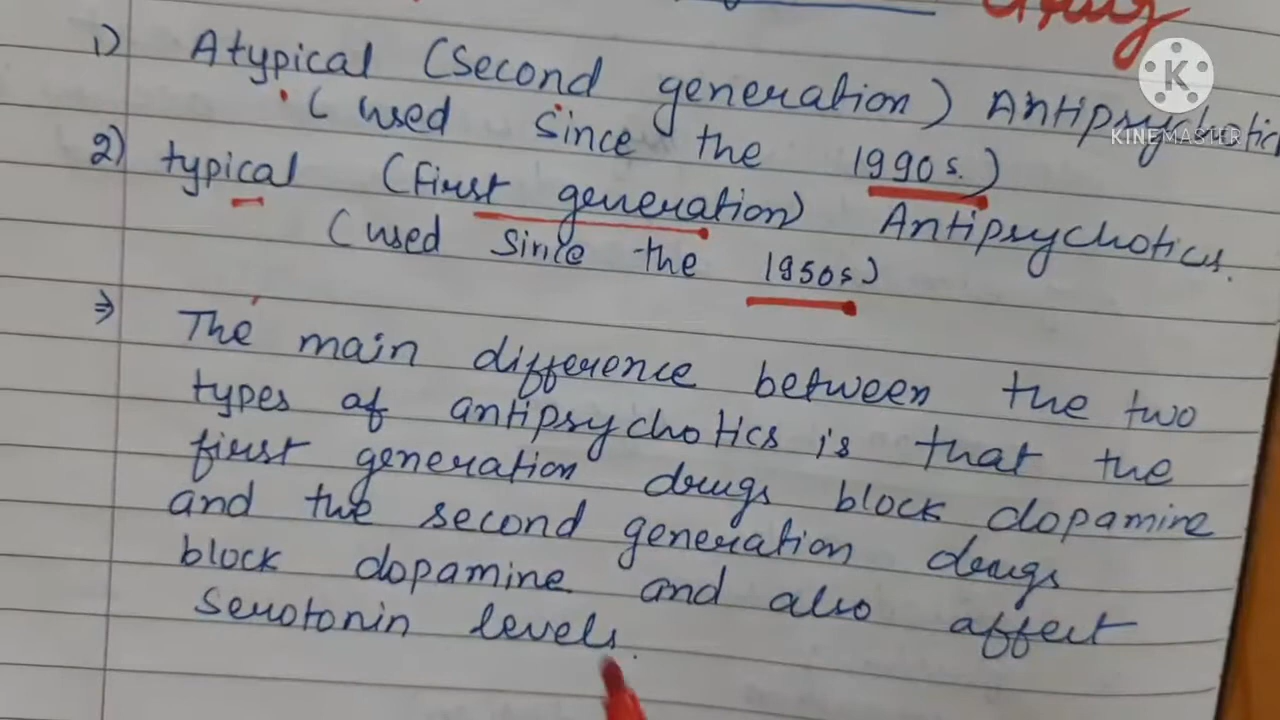 1) Atypical (Second generation) Antipsychotic
(used since the 1990s.)
2) typical (First generation) Antipsychotics.
(used since the 1950s)
⇒ The main difference between the two
types of antipsychotics is that the
first generation drugs block dopamine
and the second generation drugs
block dopamine and also affect
serotonin levels.
K
KINEMASTER